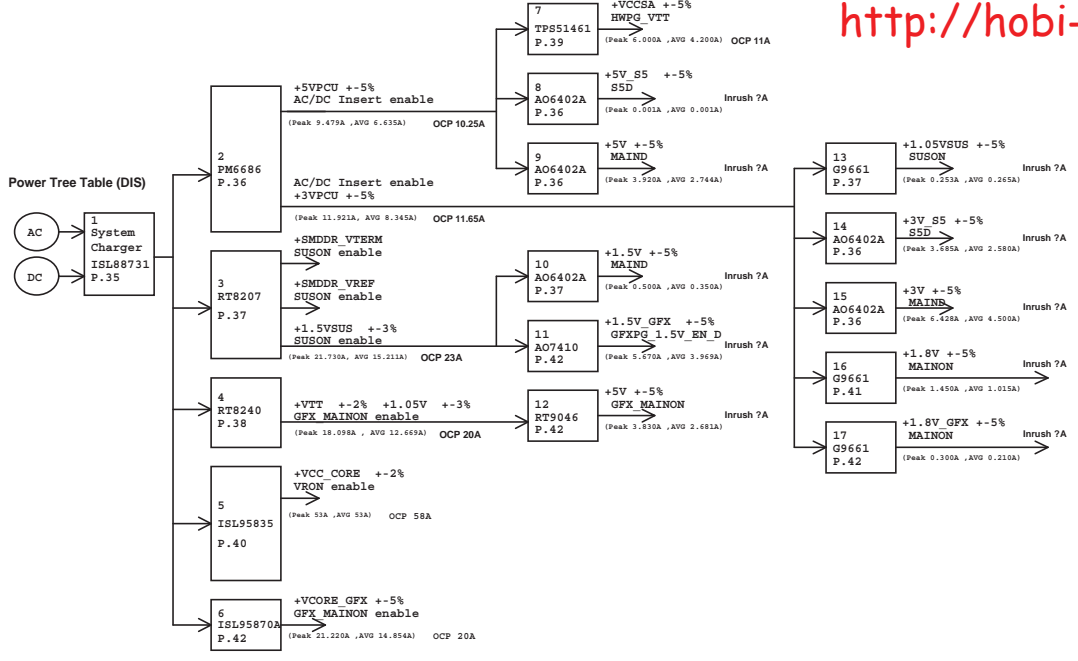 http://hobi-
Power Tree Table (DIS)
AC
DC
1
System
Charger
ISL88731
P.35
2
PM6686
P.36
+5VPCU +-5%
AC/DC Insert enable
(Peak 9.479A ,AVG 6.635A) OCP 10.25A
AC/DC Insert enable
+3VPCU +-5%
(Peak 11.921A, AVG 8.345A) OCP 11.65A
3
RT8207
P.37
+SMDDR_VTERM
SUSON enable
+SMDDR_VREF
SUSON enable
+1.5VSUS +-3%
SUSON enable
(Peak 21.730A, AVG 15.211A) OCP 23A
4
RT8240
P.38
+VTT +-2% +1.05V +-3%
GFX_MAINON enable
(Peak 18.098A , AVG 12.669A) OCP 20A
5
ISL95835
P.40
+VCC_CORE +-2%
VRON enable
(Peak 53A ,AVG 53A) OCP 58A
6
ISL95870A
P.42
+VCORE_GFX +-5%
GFX_MAINON enable
(Peak 21.220A ,AVG 14.854A) OCP 20A
7
TPS51461
P.39
+VCCSA +-5%
HWPG_VTT
(Peak 6.000A ,AVG 4.200A) OCP 11A
8
AO6402A
P.36
+5V_S5 +-5%
S5D
Inrush ?A
(Peak 0.001A ,AVG 0.001A)
9
AO6402A
P.36
+5V +-5%
MAIND
Inrush ?A
(Peak 3.920A ,AVG 2.744A)
10
AO6402A
P.37
+1.5V +-5%
MAIND
Inrush ?A
(Peak 0.500A ,AVG 0.350A)
11
AO7410
P.42
+1.5V_GFX +-5%
GFXPG_1.5V_EN_D
Inrush ?A
(Peak 5.670A ,AVG 3.969A)
12
RT9046
P.42
+5V +-5%
GFX_MAINON
Inrush ?A
(Peak 3.830A ,AVG 2.681A)
13
G9661
P.37
+1.05VSUS +-5%
SUSON
Inrush ?A
(Peak 0.253A ,AVG 0.265A)
14
AO6402A
P.36
+3V_S5 +-5%
S5D
Inrush ?A
(Peak 3.685A ,AVG 2.580A)
15
AO6402A
P.36
+3V +-5%
MAIND
Inrush ?A
(Peak 6.428A ,AVG 4.500A)
16
G9661
P.41
+1.8V +-5%
MAINON
Inrush ?A
(Peak 1.450A ,AVG 1.015A)
17
G9661
P.42
+1.8V_GFX +-5%
MAINON
Inrush ?A
(Peak 0.300A ,AVG 0.210A)